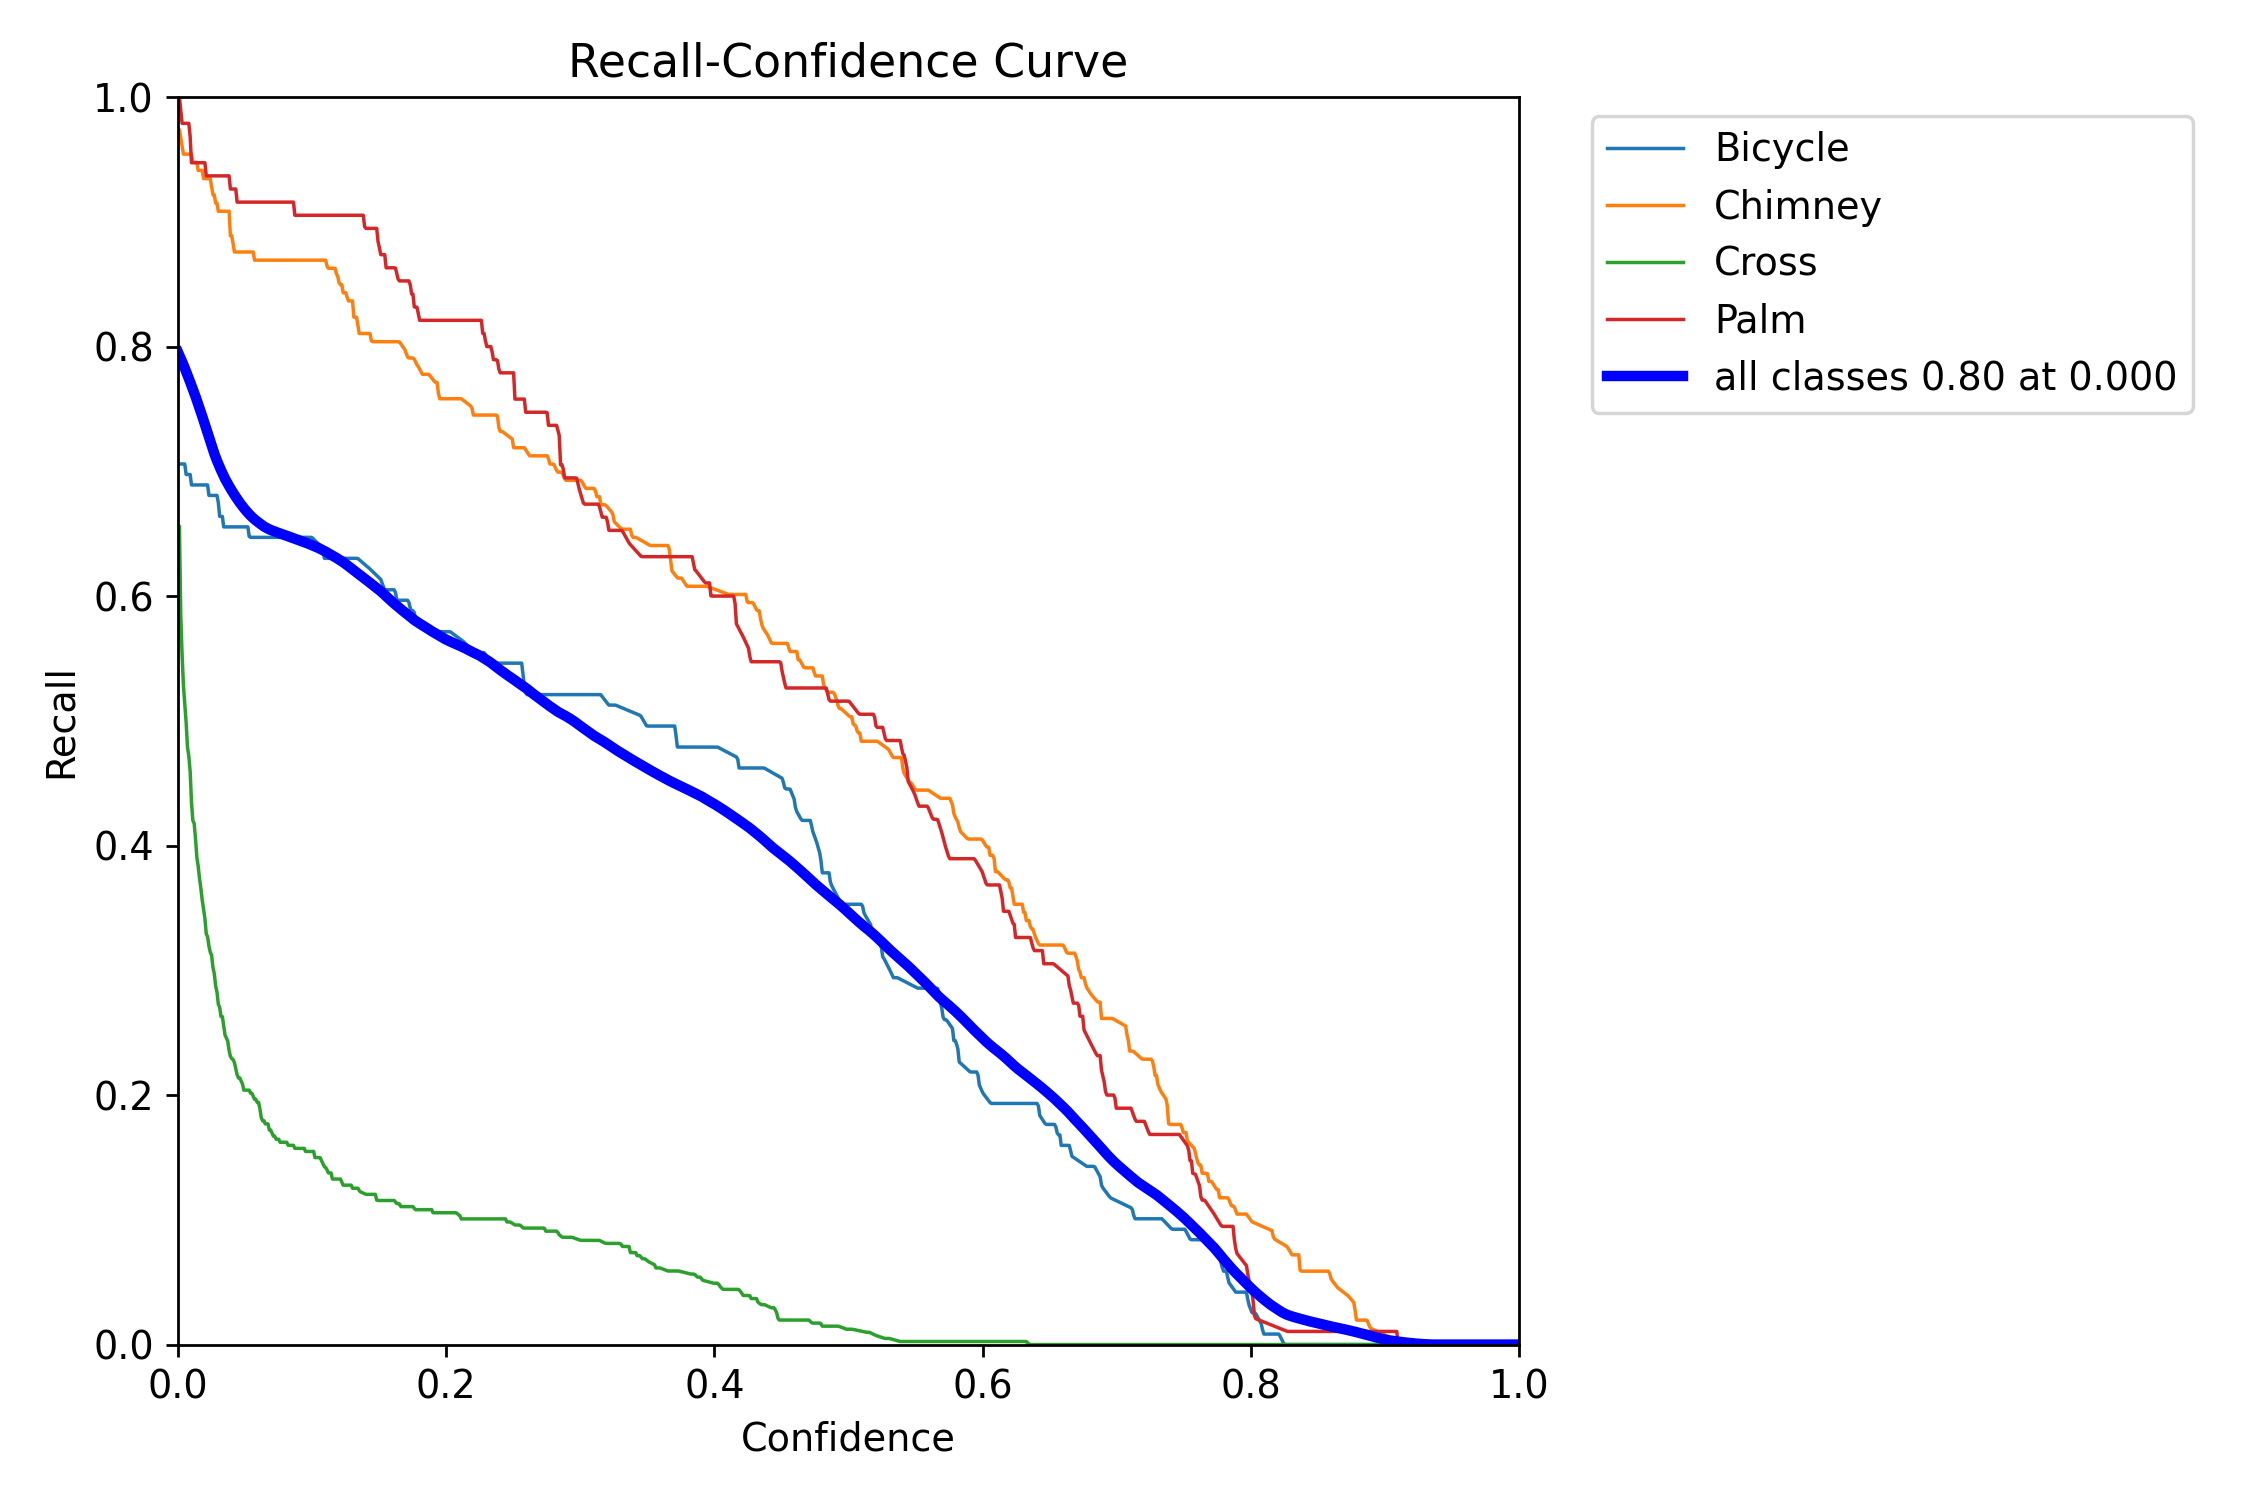 Recall-Confidence Curve
1.0
0.8
0.6
0.4
0.2
0.0
Recall
0.0 0.2 0.4 0.6 0.8 1.0
Confidence
Bicycle
Chimney
Cross
Palm
all classes 0.80 at 0.000